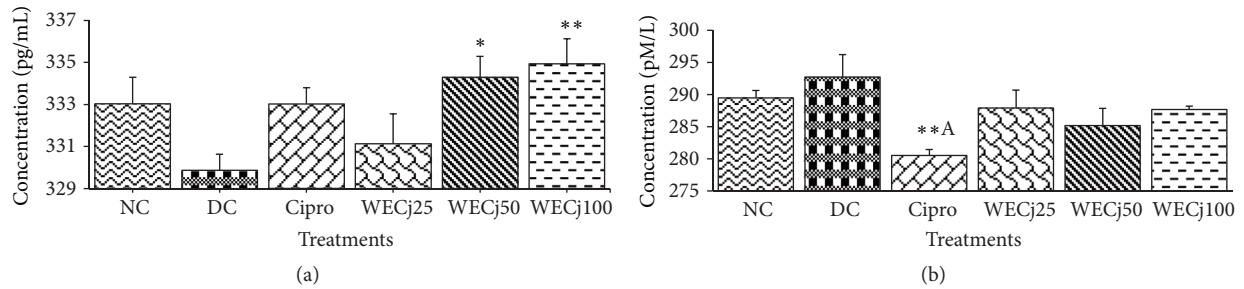 Concentration (pg/mL)
337
335
333
331
329
*
**
NC DC Cipro WECj25 WECj50 WECj100
Treatments
(a)
Concentration (pM/L)
300
295
290
285
280
275
**A
NC DC Cipro WECj25 WECj50 WECj100
Treatments
(b)